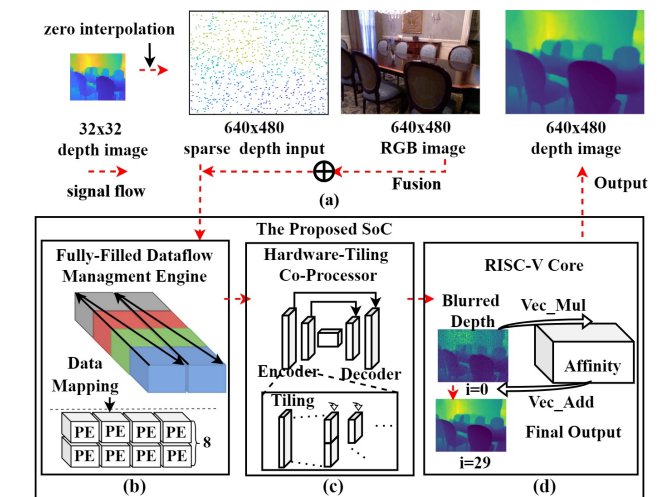 zero interpolation
32x32
depth image
640x480
sparse depth input
640x480
RGB image
640x480
depth image
signal flow
Fusion
Output
(a)
The Proposed SoC
Fully-Filled Dataflow
Managment Engine
Data
Mapping
PE PE PE PE
PE PE PE PE
8
(b)
Hardware-Tiling
Co-Processor
Encoder
Decoder
Tiling
(c)
RISC-V Core
Blurred
Depth
Vec_Mul
i=0
Affinity
Vec_Add
Final Output
i=29
(d)